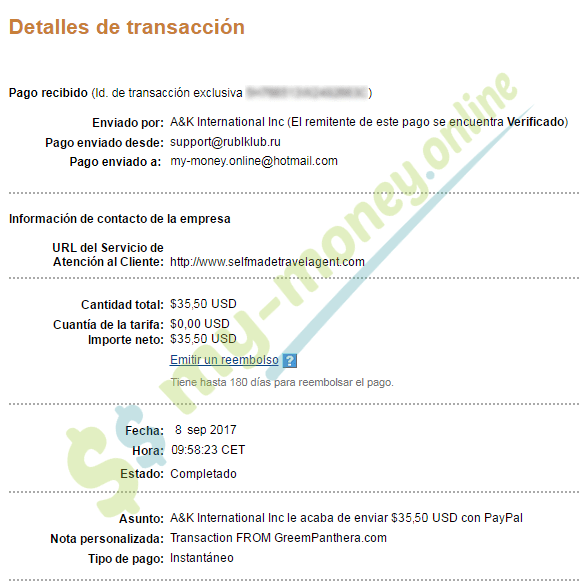 Detalles de transacción
Pago recibido (Id. de transacción exclusiva )
Enviado por: A&K International Inc (El remitente de este pago se encuentra Verificado)
Pago enviado desde: support@rublklub.ru
Pago enviado a: my-money.online@hotmail.com
Información de contacto de la empresa
URL del Servicio de
Atención al Cliente: http://www.selfmadetravelagent.com
Cantidad total: $35,50 USD
Cuantía de la tarifa: $0,00 USD
Importe neto: $35,50 USD
Emitir un reembolso ?
Tiene hasta 180 días para reembolsar el pago.
Fecha: 8 sep 2017
Hora: 09:58:23 CET
Estado: Completado
Asunto: A&K International Inc le acaba de enviar $35,50 USD con PayPal
Nota personalizada: Transaction FROM GreemPanthera.com
Tipo de pago: Instantáneo
$$ my-money.online